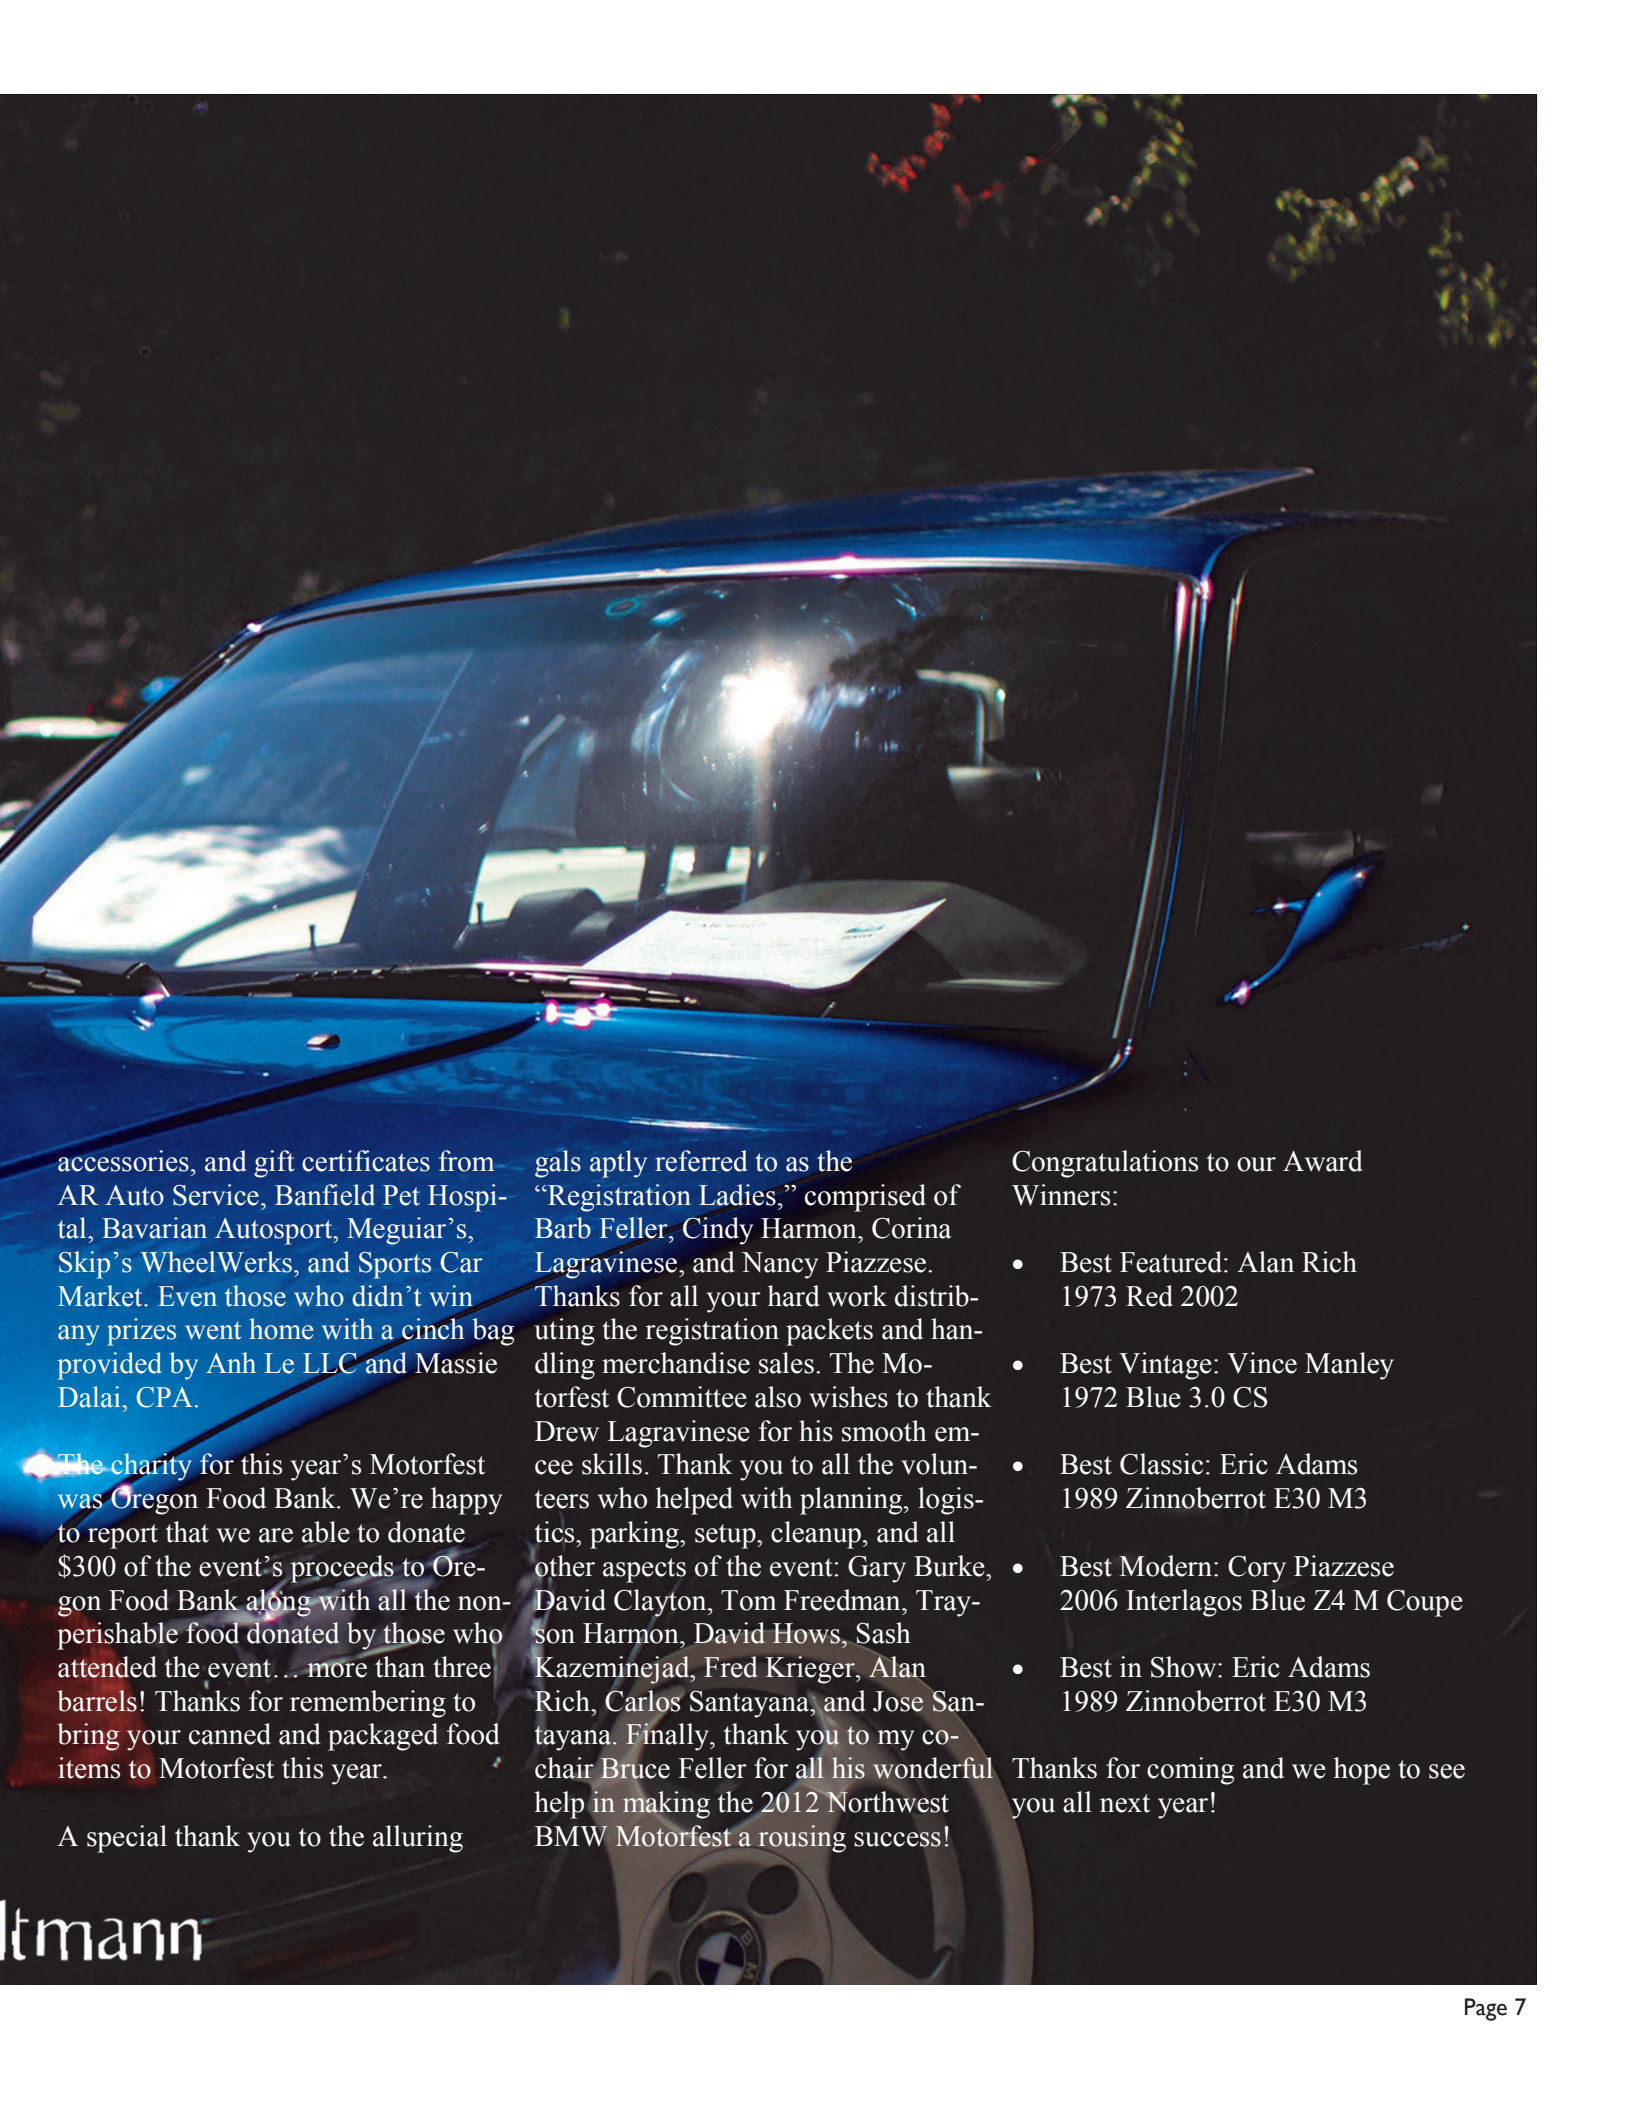 accessories, and gift certificates from
AR Auto Service, Banfield Pet Hospi-
tal, Bavarian Autosport, Meguiar’s,
Skip’s WheelWerks, and Sports Car
Market. Even those who didn’t win
any prizes went home with a cinch bag
provided by Anh Le LLC and Massie
Dalai, CPA.
The charity for this year’s Motorfest
was Oregon Food Bank. We’re happy
to report that we are able to donate
$300 of the event’s proceeds to Ore-
gon Food Bank along with all the non-
perishable food donated by those who
attended the event… more than three
barrels! Thanks for remembering to
bring your canned and packaged food
items to Motorfest this year.
A special thank you to the alluring
gals aptly referred to as the
“Registration Ladies,” comprised of
Barb Feller, Cindy Harmon, Corina
Lagravinese, and Nancy Piazzese.
Thanks for all your hard work distrib-
uting the registration packets and han-
dling merchandise sales. The Mo-
torfest Committee also wishes to thank
Drew Lagravinese for his smooth em-
cee skills. Thank you to all the volun-
teers who helped with planning, logis-
tics, parking, setup, cleanup, and all
other aspects of the event: Gary Burke,
David Clayton, Tom Freedman, Tray-
son Harmon, David Hows, Sash
Kazeminejad, Fred Krieger, Alan
Rich, Carlos Santayana, and Jose San-
tayana. Finally, thank you to my co-
chair Bruce Feller for all his wonderful
help in making the 2012 Northwest
BMW Motorfest a rousing success!
Congratulations to our Award
Winners:
• Best Featured: Alan Rich
1973 Red 2002
• Best Vintage: Vince Manley
1972 Blue 3.0 CS
• Best Classic: Eric Adams
1989 Zinnoberrot E30 M3
• Best Modern: Cory Piazzese
2006 Interlagos Blue Z4 M Coupe
• Best in Show: Eric Adams
1989 Zinnoberrot E30 M3
Thanks for coming and we hope to see
you all next year!
ltmann
B M
Page 7